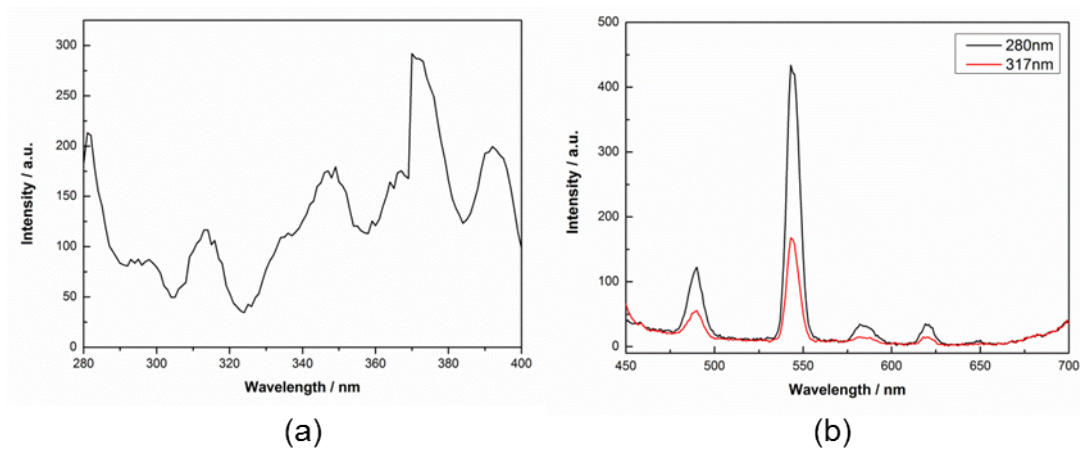 300
250
200
150
100
50
0
Intensity / a.u.
280 300 320 340 360 380 400
Wavelength / nm
(a)
500
400
300
200
100
0
Intensity / a.u.
280nm
317nm
450 500 550 600 650 700
Wavelength / nm
(b)